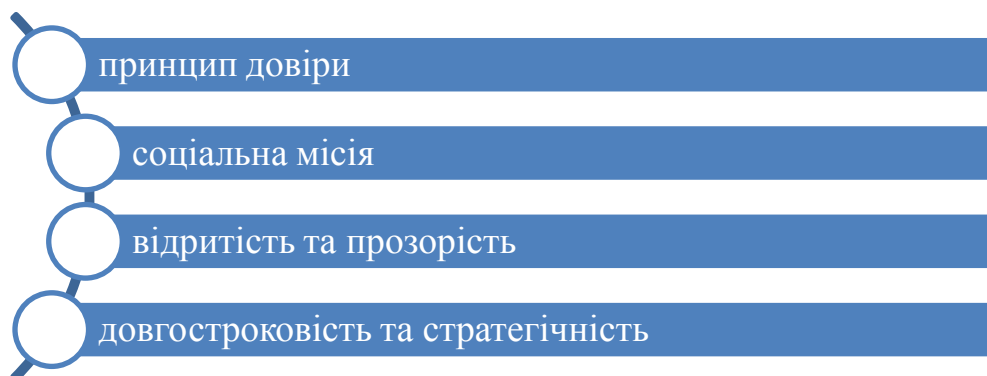 принцип довіри
соціальна місія
відритість та прозорість
довгостроковість та стратегічність